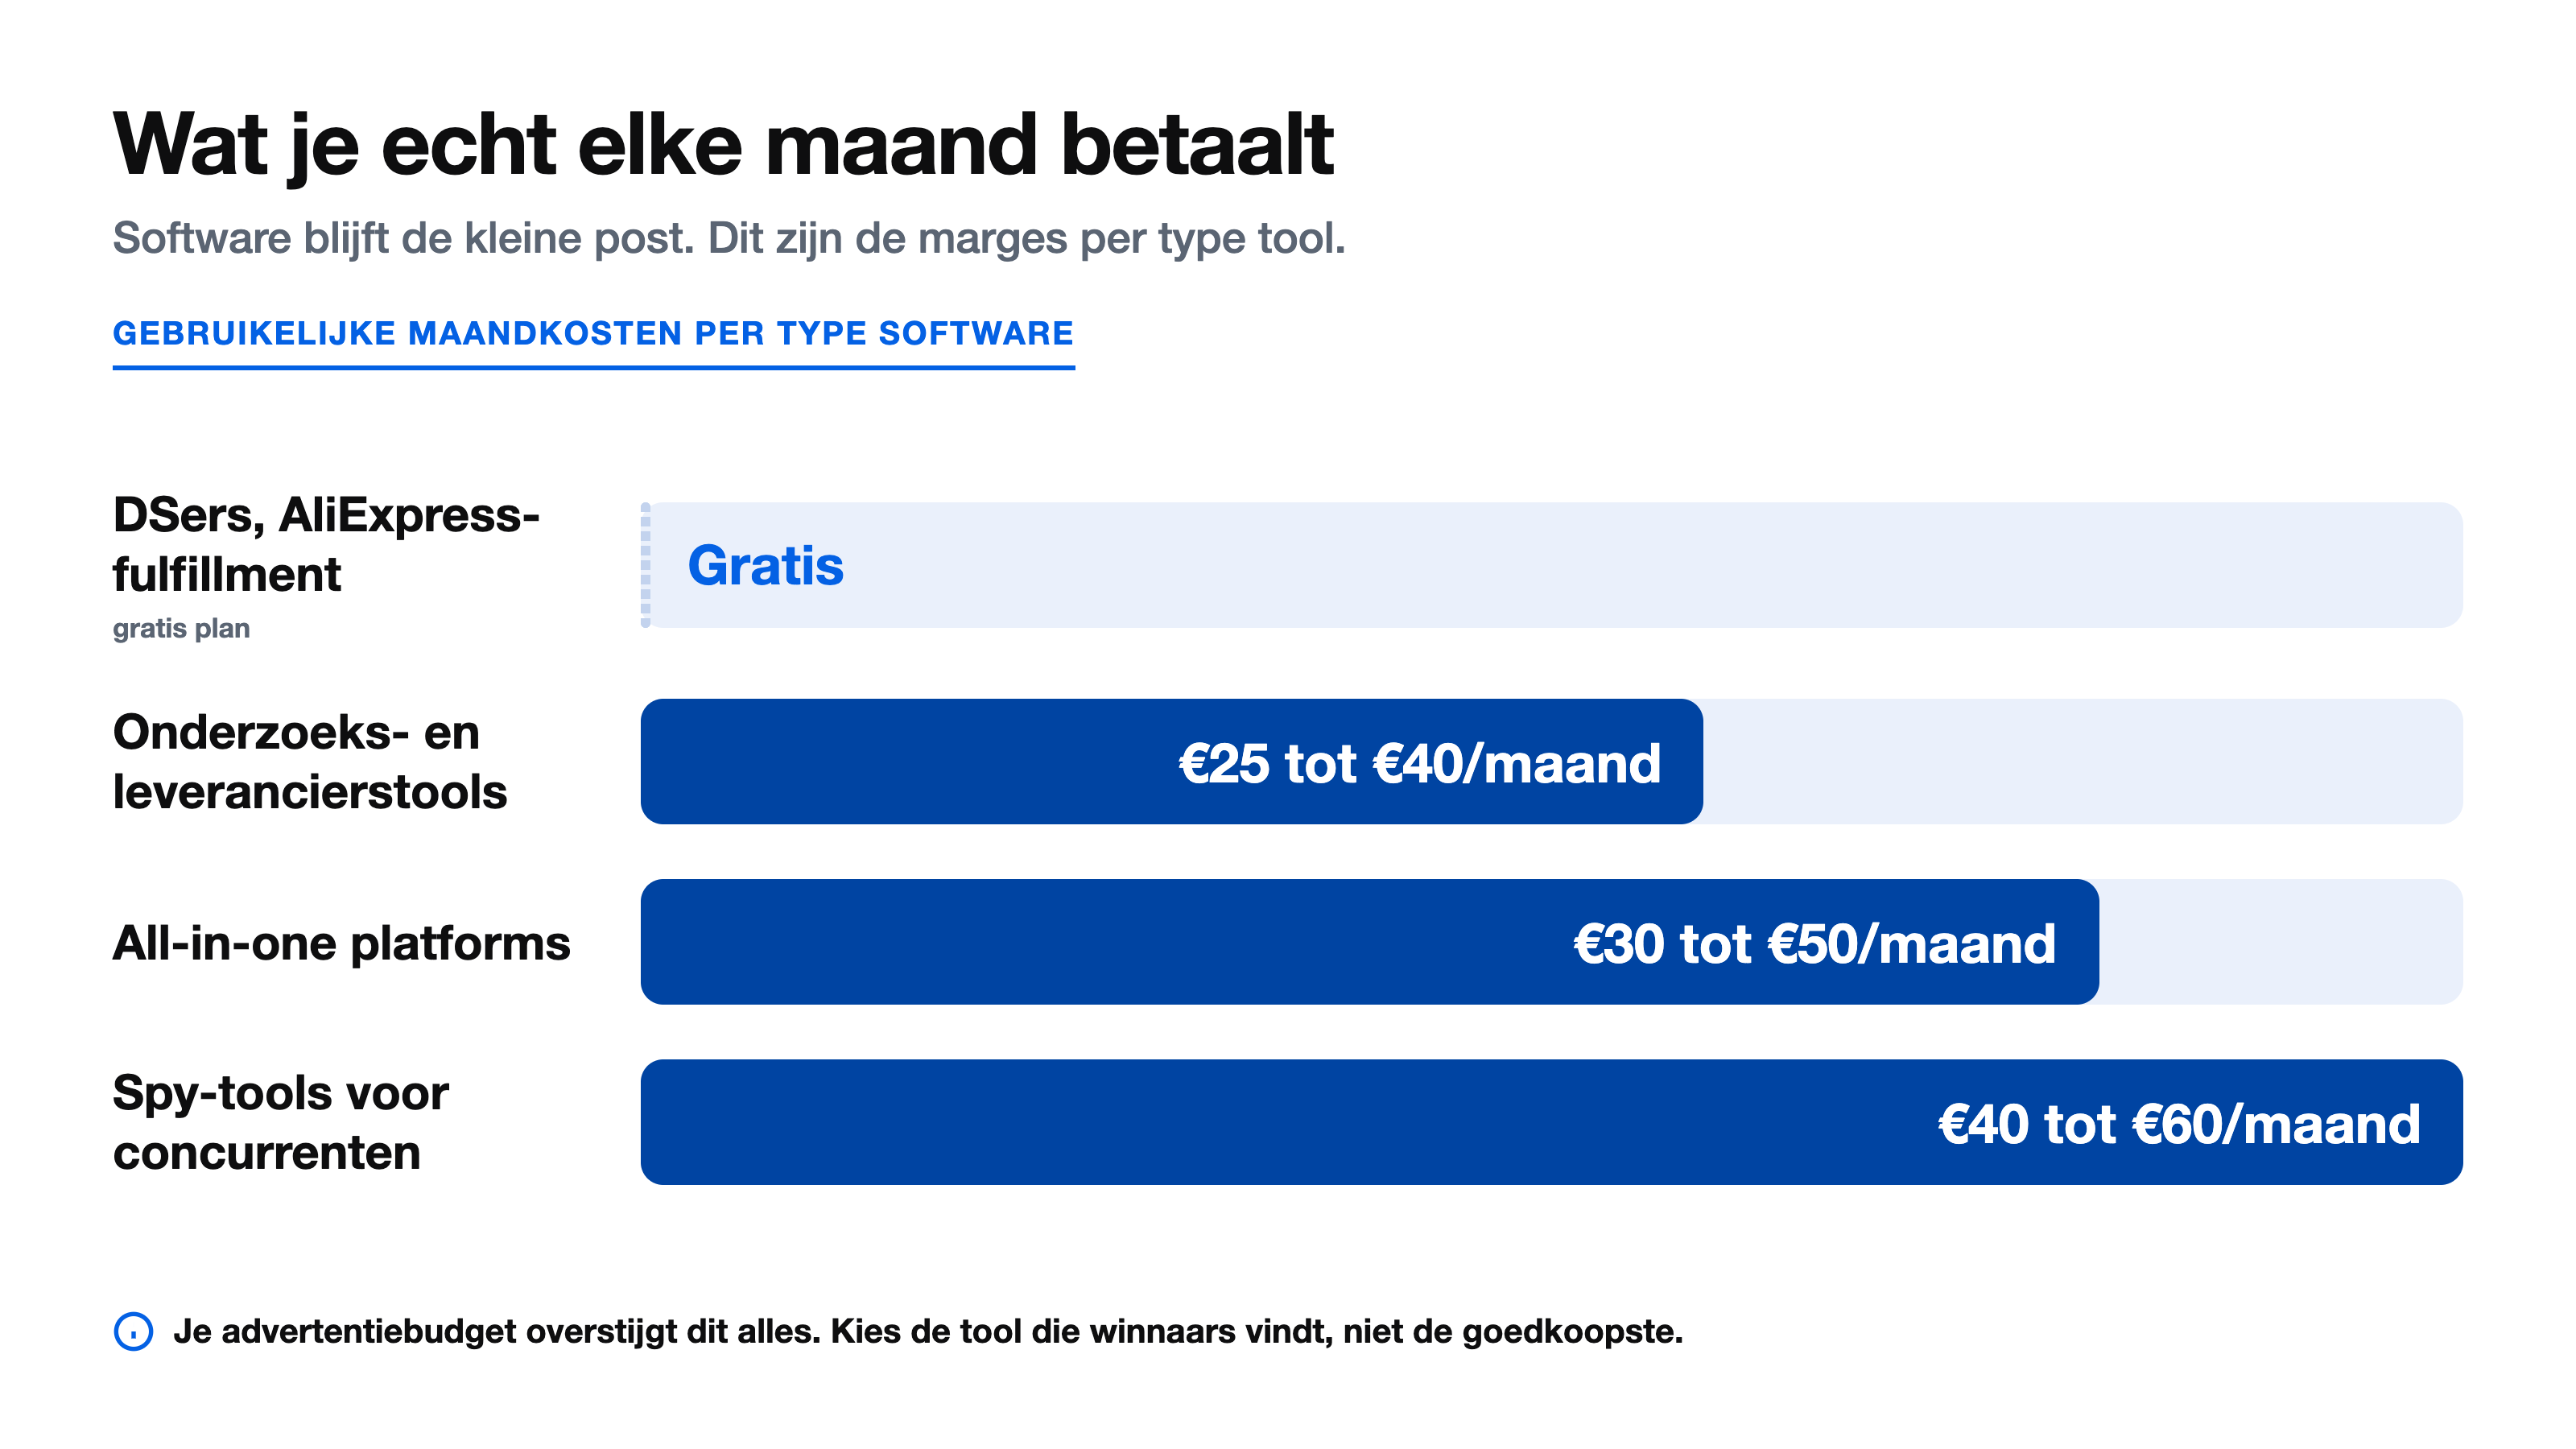 Wat je echt elke maand betaalt
Software blijft de kleine post. Dit zijn de marges per type tool.
GEBRUIKELIJKE MAANDKOSTEN PER TYPE SOFTWARE
DSers, AliExpress-
fulfillment
gratis plan
Gratis
Onderzoeks- en
leverancierstools
€25 tot €40/maand
All-in-one platforms
€30 tot €50/maand
Spy-tools voor
concurrenten
€40 tot €60/maand
Je advertentiebudget overstijgt dit alles. Kies de tool die winnaars vindt, niet de goedkoopste.